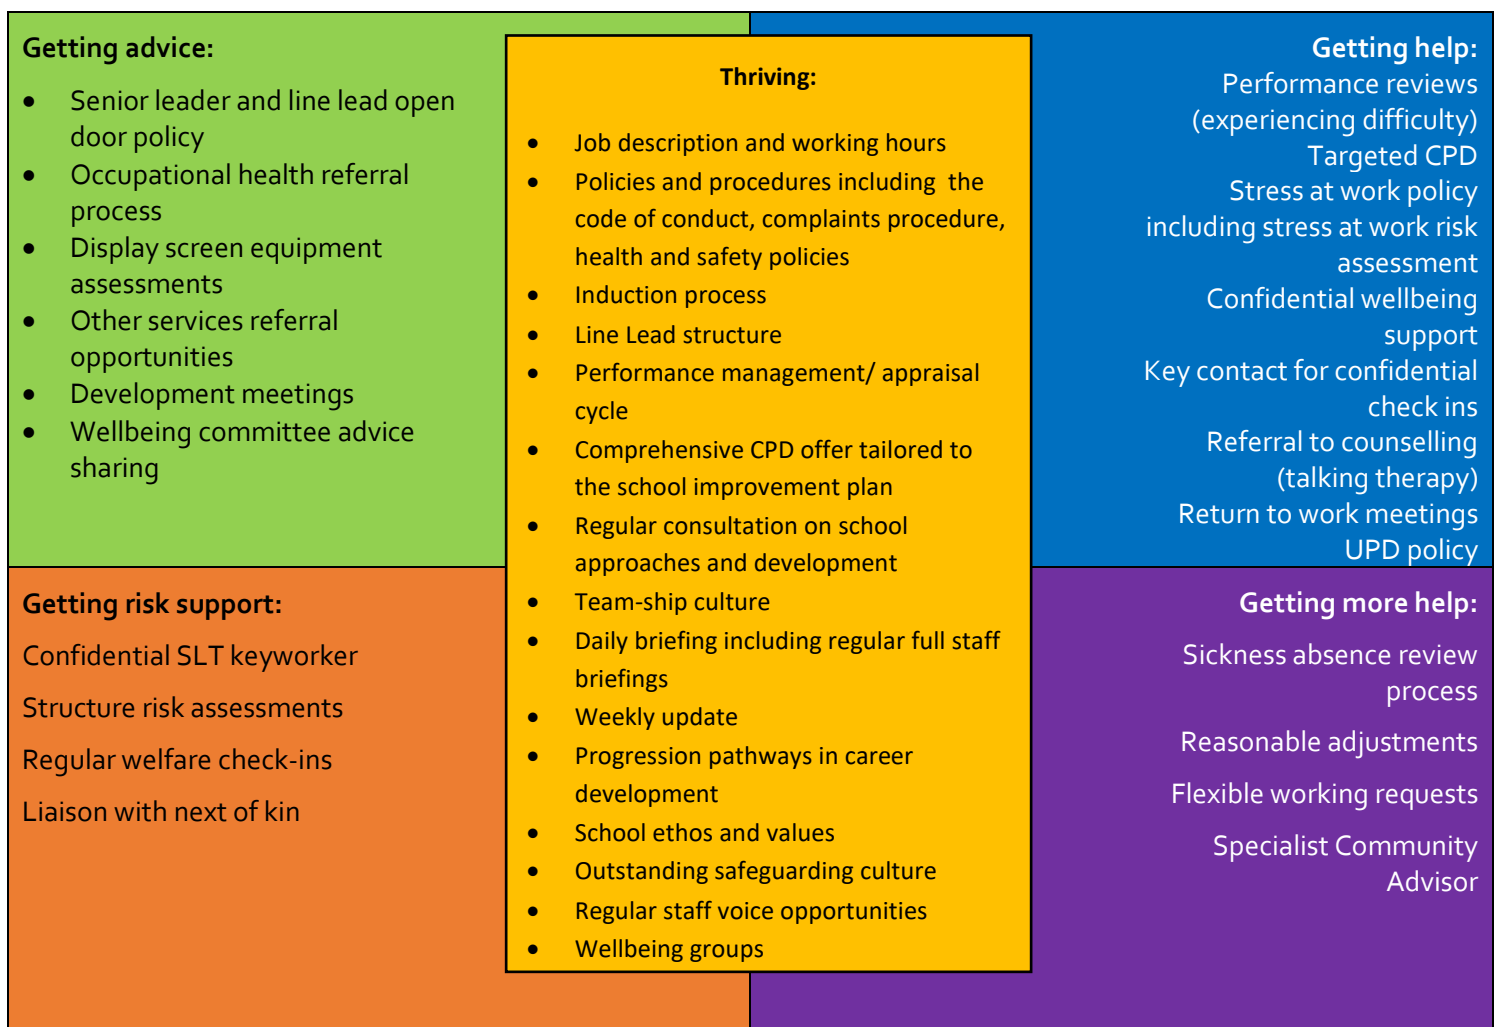 Getting advice:
• Senior leader and line lead open
door policy
• Occupational health referral
process
• Display screen equipment
assessments
• Other services referral
opportunities
• Development meetings
• Wellbeing committee advice
sharing
Thriving:
• Job description and working hours
• Policies and procedures including the
code of conduct, complaints procedure,
health and safety policies
• Induction process
• Line Lead structure
• Performance management/ appraisal
cycle
• Comprehensive CPD offer tailored to
the school improvement plan
• Regular consultation on school
approaches and development
• Team-ship culture
• Daily briefing including regular full staff
briefings
• Weekly update
• Progression pathways in career
development
• School ethos and values
• Outstanding safeguarding culture
• Regular staff voice opportunities
• Wellbeing groups
Getting help:
Performance reviews
(experiencing difficulty)
Targeted CPD
Stress at work policy
including stress at work risk
assessment
Confidential wellbeing
support
Key contact for confidential
check ins
Referral to counselling
(talking therapy)
Return to work meetings
UPD policy
Getting risk support:
Confidential SLT keyworker
Structure risk assessments
Regular welfare check-ins
Liaison with next of kin
Getting more help:
Sickness absence review
process
Reasonable adjustments
Flexible working requests
Specialist Community
Advisor